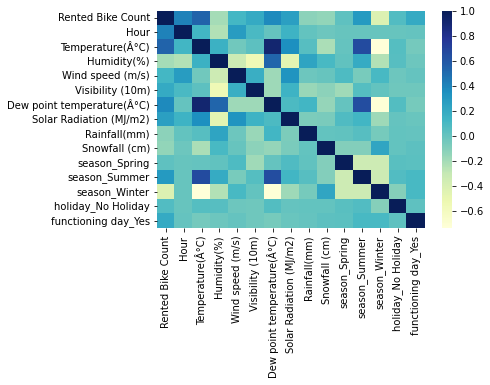 Rented Bike Count
Hour
Temperature(Â°C)
Humidity(%)
Wind speed (m/s)
Visibility (10m)
Dew point temperature(Â°C)
Solar Radiation (MJ/m2)
Rainfall(mm)
Snowfall (cm)
season_Spring
season_Summer
season_Winter
holiday_No Holiday
functioning day_Yes
Rented Bike Count
Hour
Temperature(Â°C)
Humidity(%)
Wind speed (m/s)
Visibility (10m)
Dew point temperature(Â°C)
Solar Radiation (MJ/m2)
Rainfall(mm)
Snowfall (cm)
season_Spring
season_Summer
season_Winter
holiday_No Holiday
functioning day_Yes
1.0
0.8
0.6
0.4
0.2
0.0
−0.2
−0.4
−0.6